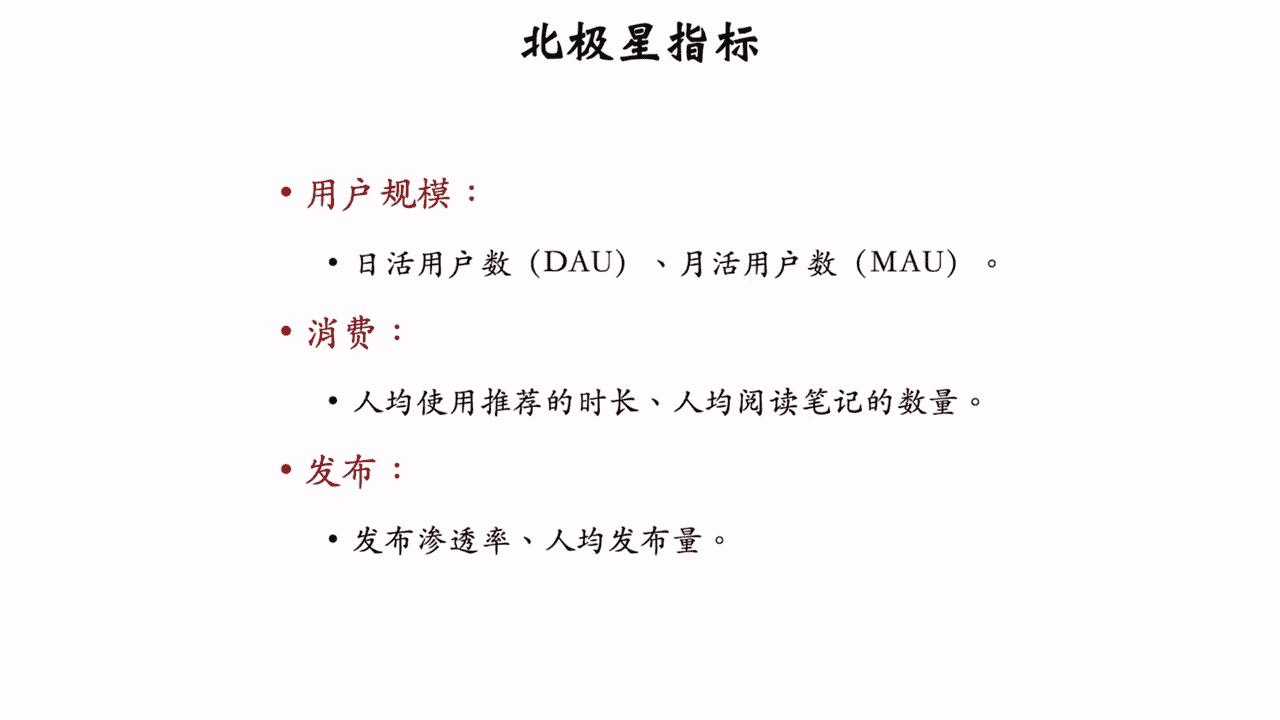 北极星指标
• 用户规模：
• 日活用户数（DAU）、月活用户数（MAU）。
• 消费：
• 人均使用推荐的时长、人均阅读笔记的数量。
• 发布：
• 发布渗透率、人均发布量。